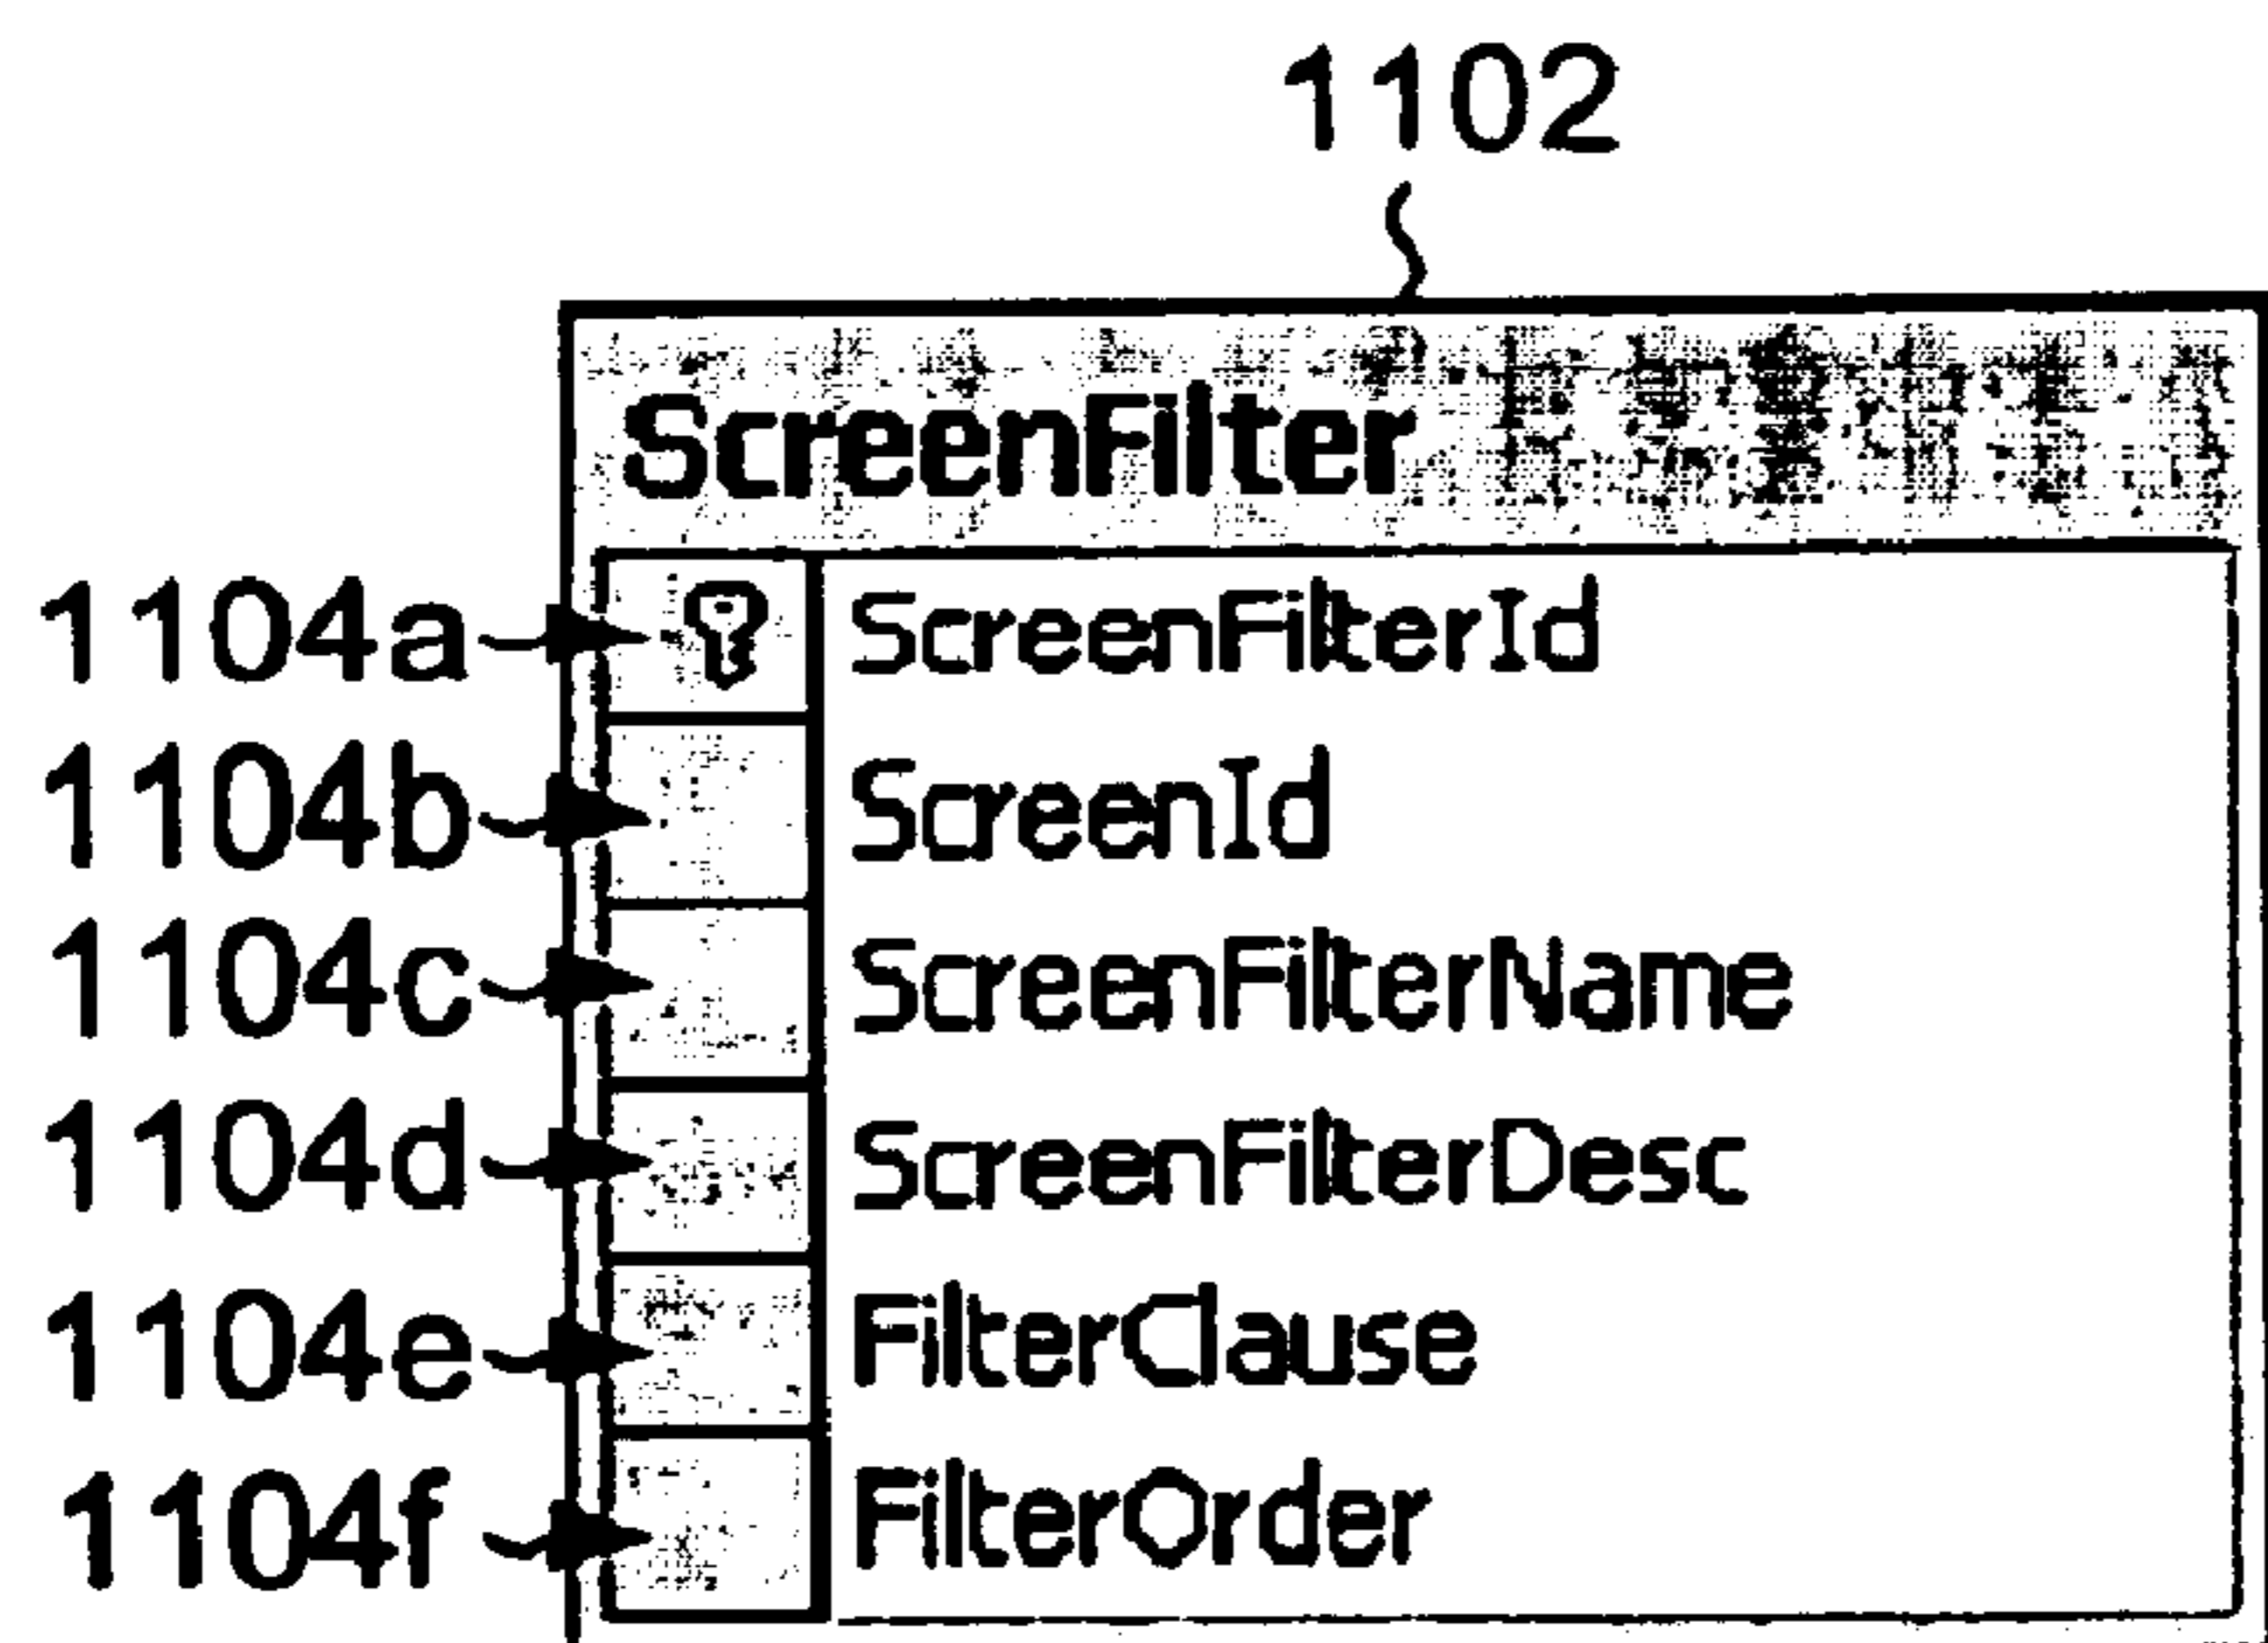 1102
ScreenFilter
1104a ScreenFilterId
1104b ScreenId
1104c ScreenFilterName
1104d ScreenFilterDesc
1104e FilterClause
1104f FilterOrder